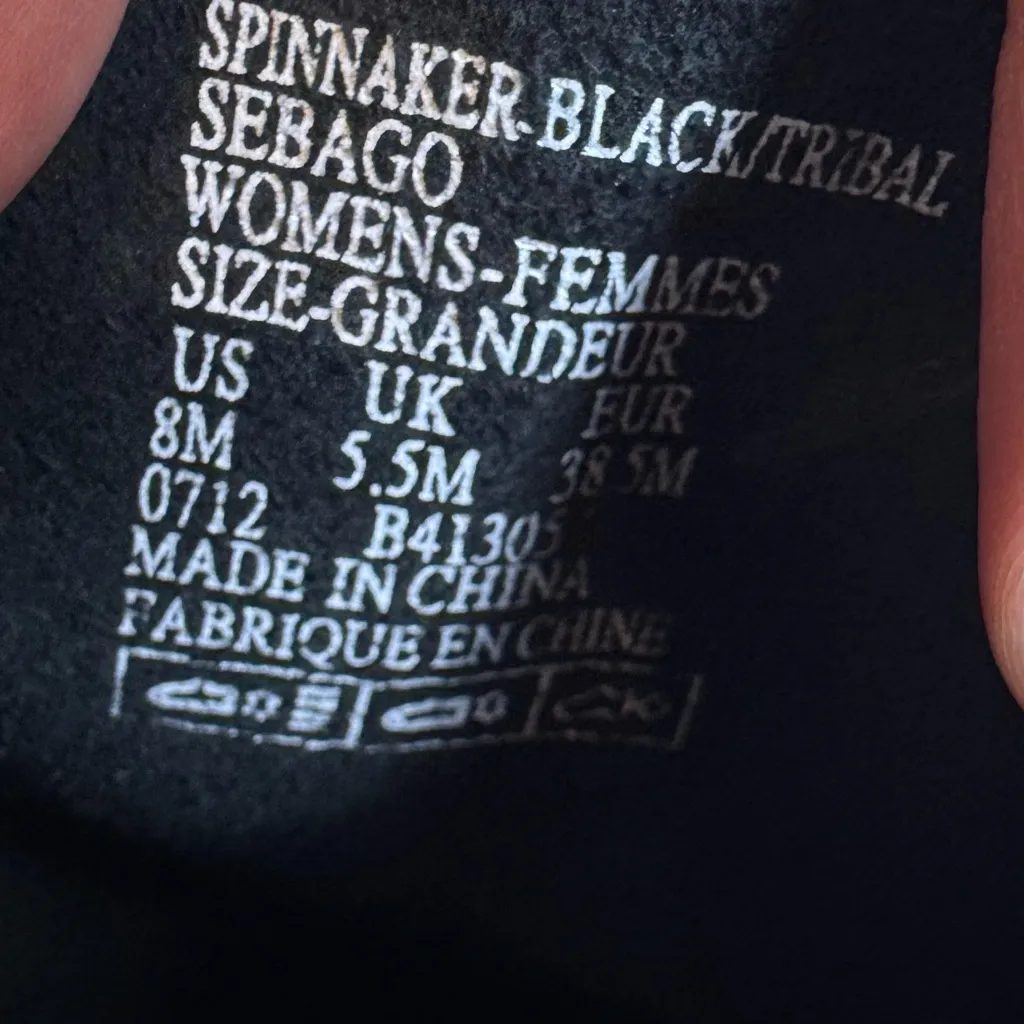 SPINNAKER-BLACK/TRIBAL
SEBAGO
WOMENS-FEMMES
SIZE-GRANDEUR
US UK EUR
8M 5.5M 38.5M
0712 B41305
MADE IN CHINA
FABRIQUE EN CHINE